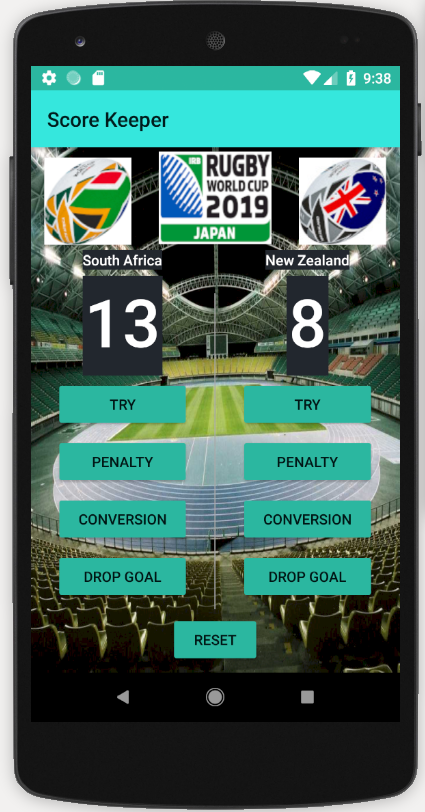 9:38
Score Keeper
IRB
RUGBY
WORLD CUP
2019
JAPAN
South Africa
New Zealand
13
8
TRY
TRY
PENALTY
PENALTY
CONVERSION
CONVERSION
DROP GOAL
DROP GOAL
RESET